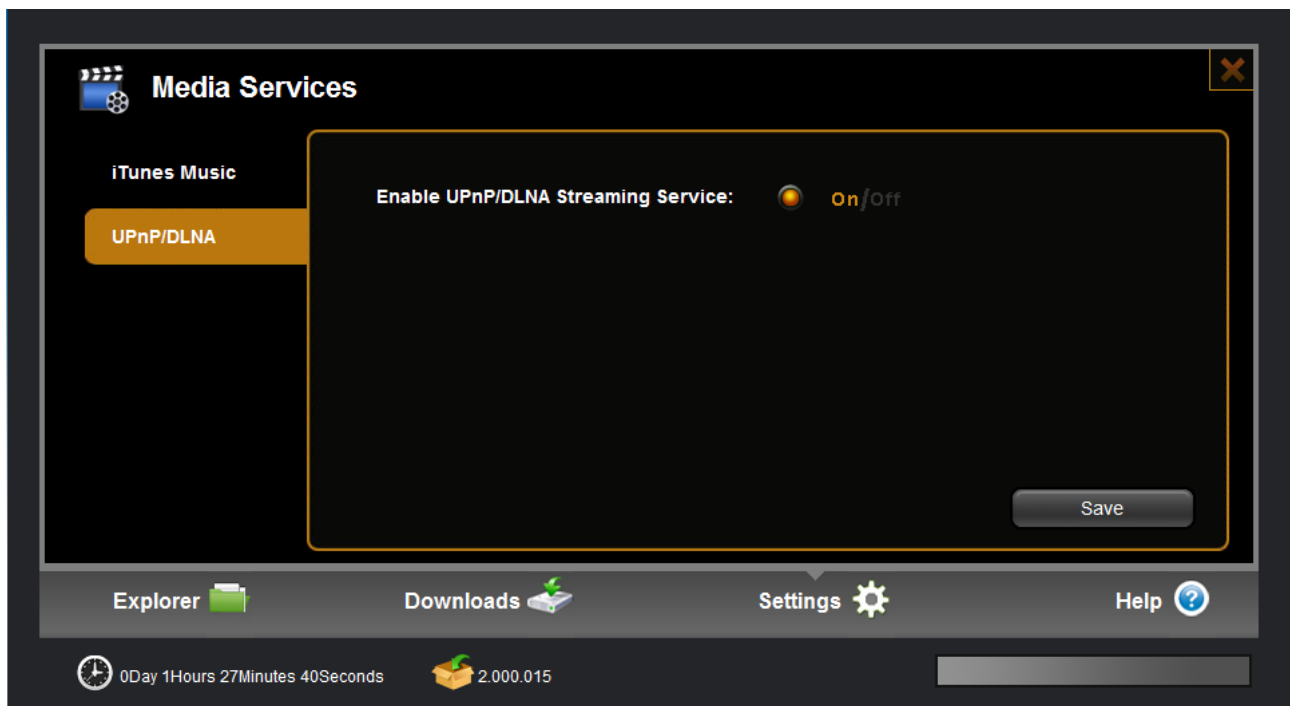 Media Services
iTunes Music
UPnP/DLNA
Enable UPnP/DLNA Streaming Service: On/Off
Save
Explorer Downloads Settings Help ?
0Day 1Hours 27Minutes 40Seconds 2.000.015